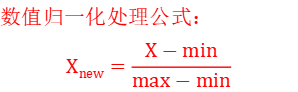 数值归一化处理公式：
X_new = (X − min) / (max − min)